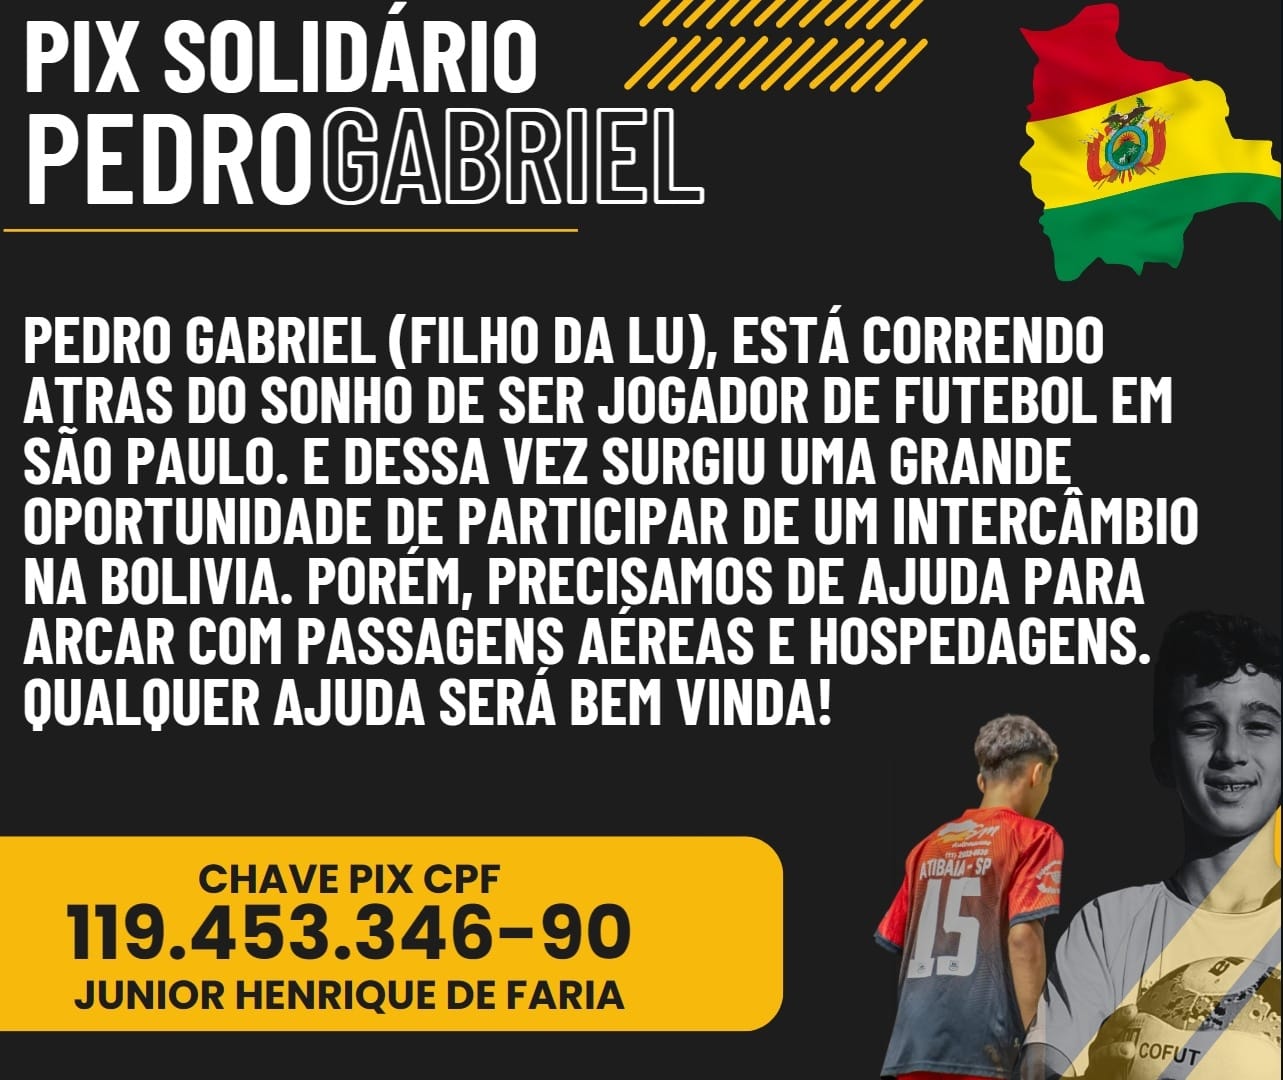 PIX SOLIDÁRIO
PEDRO GABRIEL
PEDRO GABRIEL (FILHO DA LU), ESTÁ CORRENDO
ATRAS DO SONHO DE SER JOGADOR DE FUTEBOL EM
SÃO PAULO. E DESSA VEZ SURGIU UMA GRANDE
OPORTUNIDADE DE PARTICIPAR DE UM INTERCÂMBIO
NA BOLIVIA. PORÉM, PRECISAMOS DE AJUDA PARA
ARCAR COM PASSAGENS AÉREAS E HOSPEDAGENS.
QUALQUER AJUDA SERÁ BEM VINDA!
CHAVE PIX CPF
119.453.346-90
JUNIOR HENRIQUE DE FARIA
SM
ATIBAIA - SP
15
COFUT